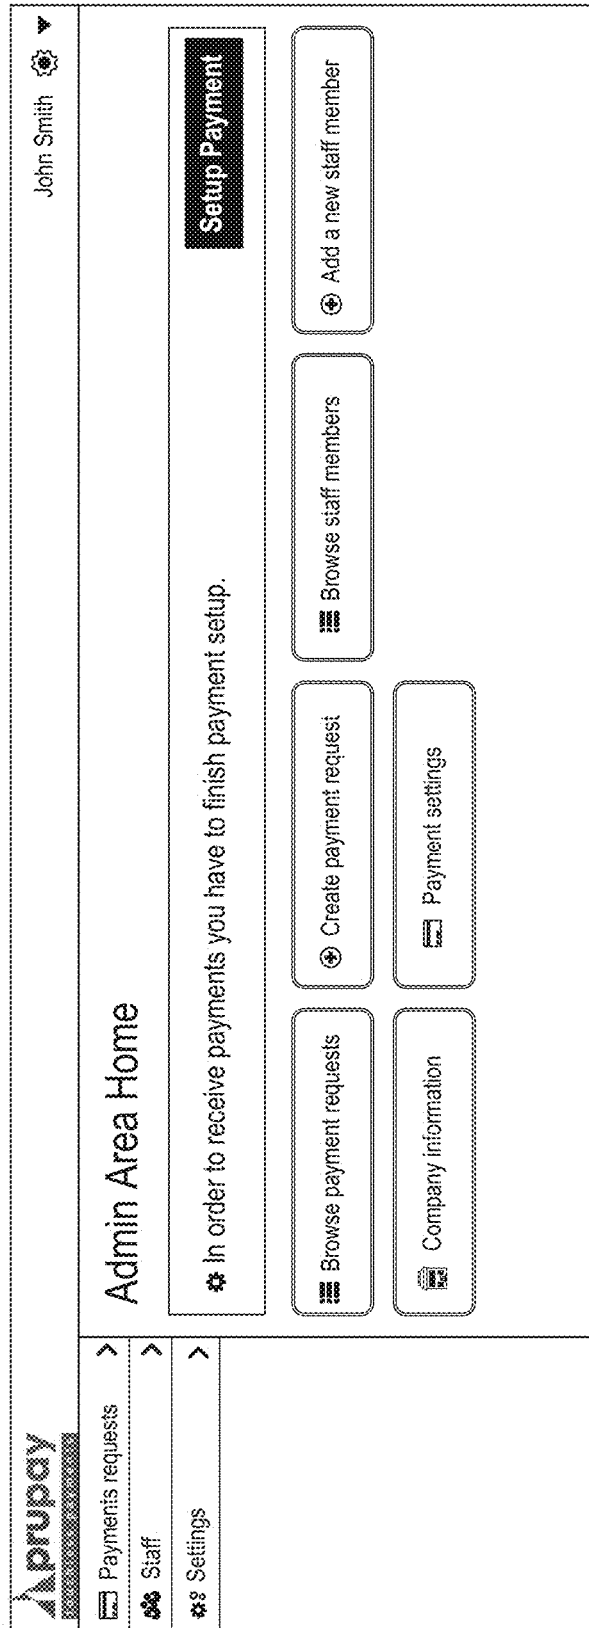 prupay
John Smith
Payments requests
Staff
Settings
Admin Area Home
In order to receive payments you have to finish payment setup.
Setup Payment
Browse payment requests
Create payment request
Browse staff members
Add a new staff member
Company information
Payment settings